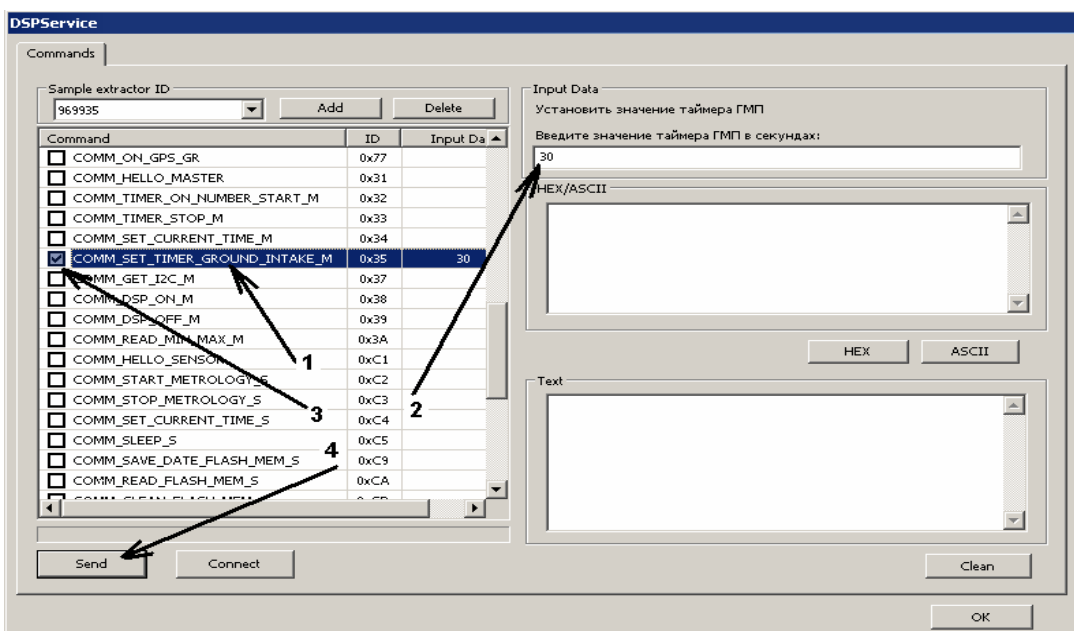 DSPService
Commands
Sample extractor ID
969935
Add
Delete
Command ID Input Da
COMM_ON_GPS_GR 0x77
COMM_HELLO_MASTER 0x31
COMM_TIMER_ON_NUMBER_START_M 0x32
COMM_TIMER_STOP_M 0x33
COMM_SET_CURRENT_TIME_M 0x34
COMM_SET_TIMER_GROUND_INTAKE_M 0x35 30
COMM_GET_I2C_M 0x37
COMM_DSP_ON_M 0x38
COMM_DSP_OFF_M 0x39
COMM_READ_MIN_MAX_M 0x3A
COMM_HELLO_SENSOR 0xC1
1
COMM_START_METROLOGY_S 0xC2
COMM_STOP_METROLOGY_S 0xC3
3
COMM_SET_CURRENT_TIME_S 0xC4
COMM_SLEEP_S 0xC5
4
COMM_SAVE_DATE_FLASH_MEM_S 0xC9
COMM_READ_FLASH_MEM_S 0xCA
Send
Connect
Input Data
Установить значение таймера ГМП
Введите значение таймера ГМП в секундах:
30
HEX/ASCII
HEX
ASCII
2
Text
Clean
OK